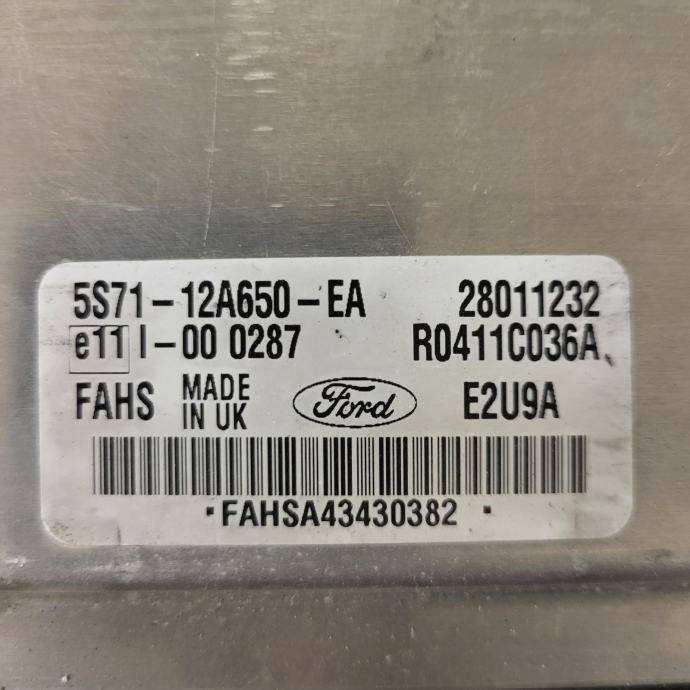 5S71-12A650-EA 28011232
e11 I-00 0287 R0411C036A
FAHS MADE IN UK Ford E2U9A
FAHSA43430382